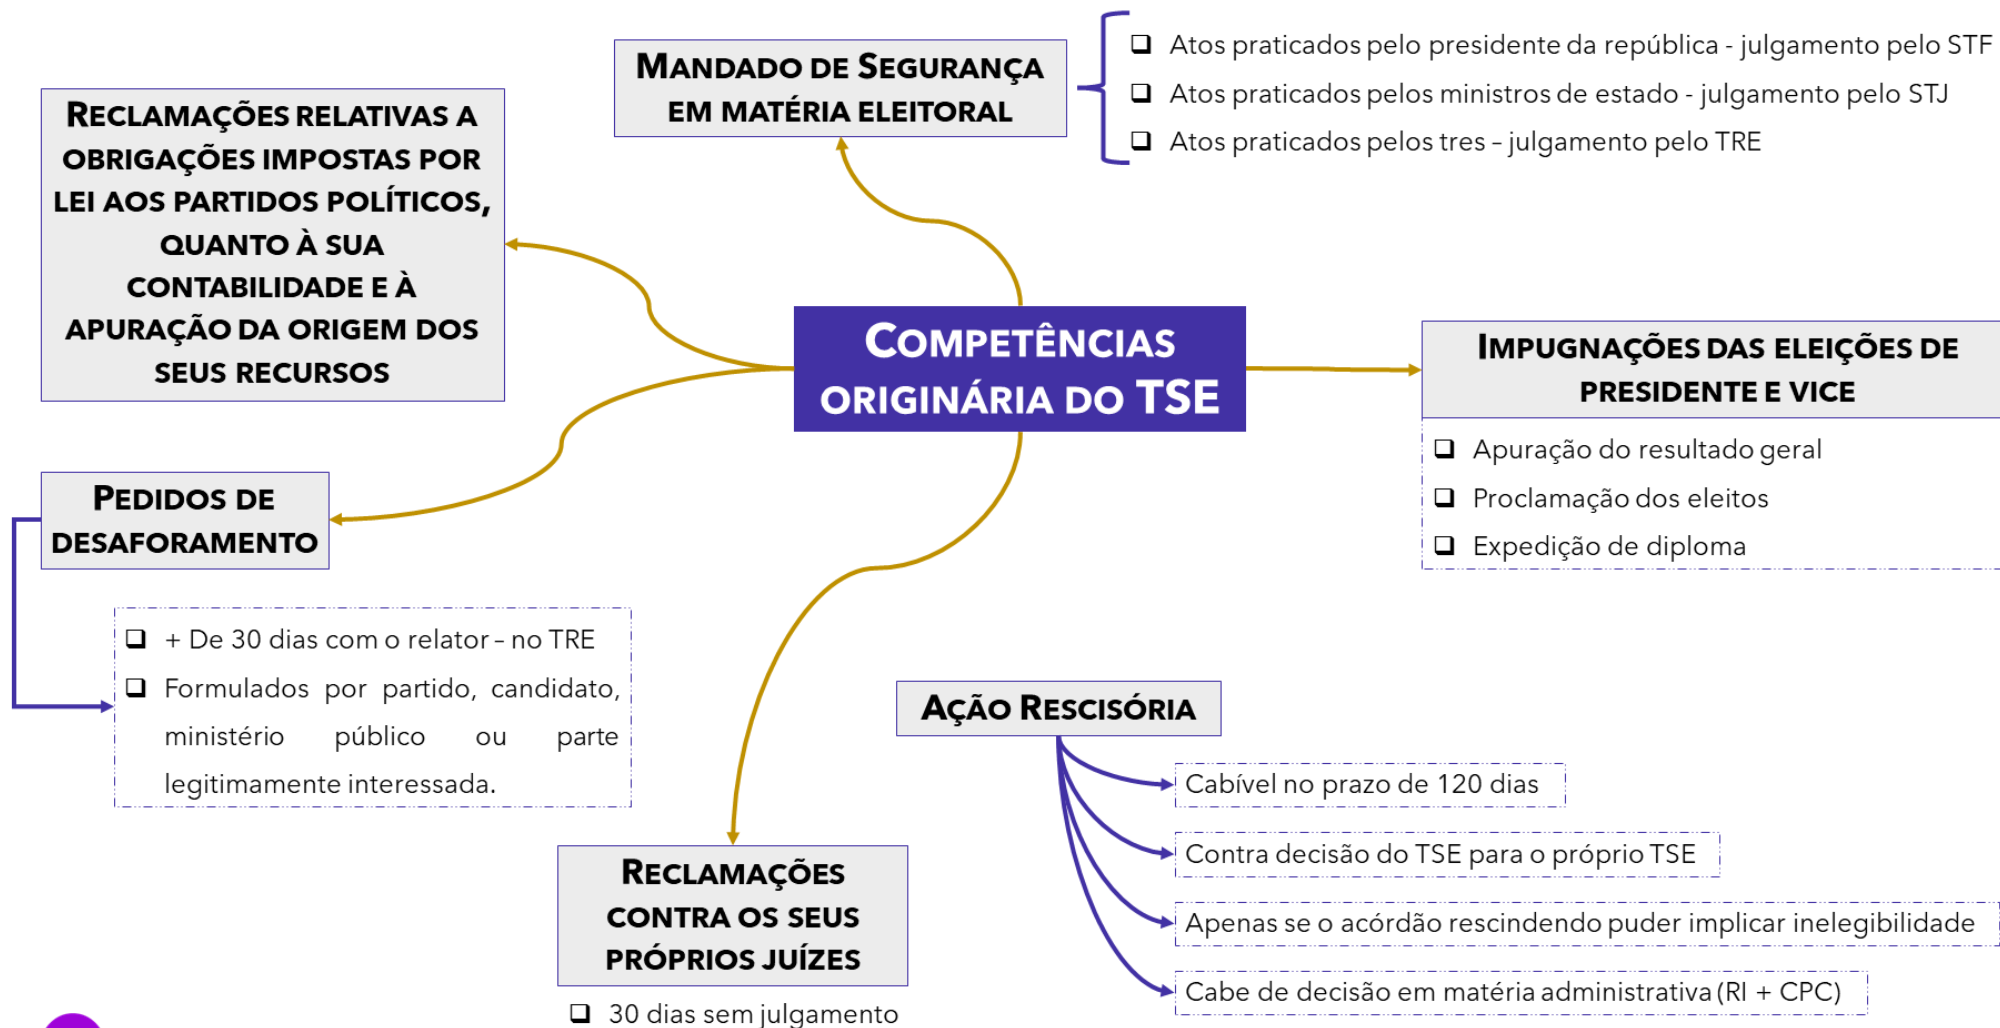 MANDADO DE SEGURANÇA
EM MATÉRIA ELEITORAL
Atos praticados pelo presidente da república - julgamento pelo STF
Atos praticados pelos ministros de estado - julgamento pelo STJ
Atos praticados pelos tres – julgamento pelo TRE
RECLAMAÇÕES RELATIVAS A
OBRIGAÇÕES IMPOSTAS POR
LEI AOS PARTIDOS POLÍTICOS,
QUANTO À SUA
CONTABILIDADE E À
APURAÇÃO DA ORIGEM DOS
SEUS RECURSOS
COMPETÊNCIAS
ORIGINÁRIA DO TSE
IMPUGNAÇÕES DAS ELEIÇÕES DE
PRESIDENTE E VICE
Apuração do resultado geral
Proclamação dos eleitos
Expedição de diploma
PEDIDOS DE
DESAFORAMENTO
+ De 30 dias com o relator – no TRE
Formulados por partido, candidato,
ministério público ou parte
legitimamente interessada.
AÇÃO RESCISÓRIA
Cabível no prazo de 120 dias
Contra decisão do TSE para o próprio TSE
Apenas se o acórdão rescindendo puder implicar inelegibilidade
Cabe de decisão em matéria administrativa (RI + CPC)
RECLAMAÇÕES
CONTRA OS SEUS
PRÓPRIOS JUÍZES
30 dias sem julgamento